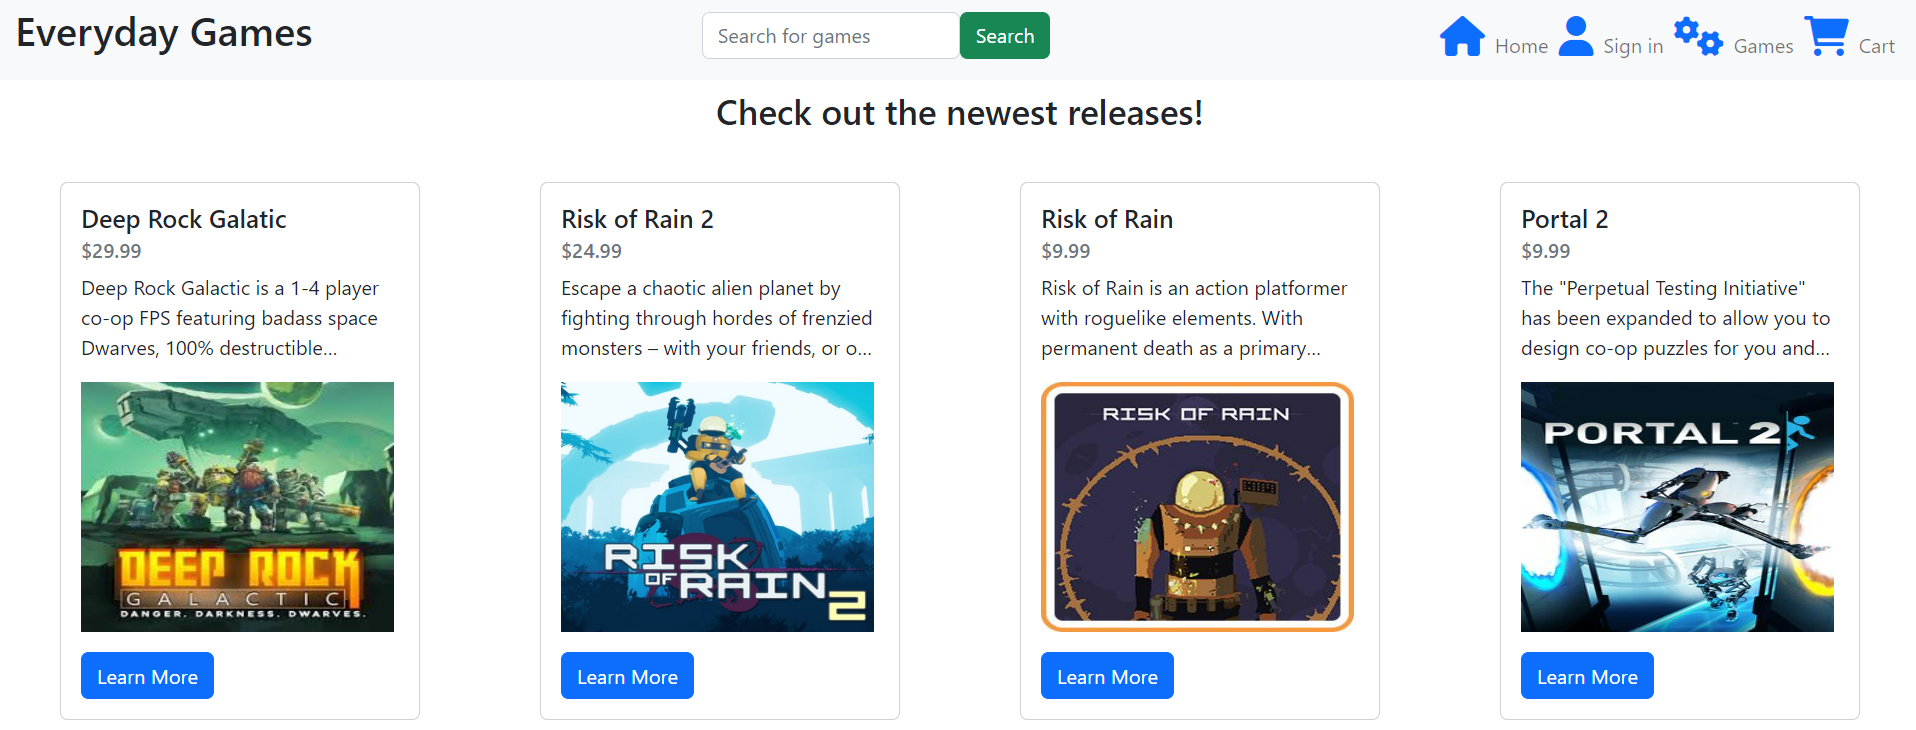 Everyday Games
Search for games
Search
Home
Sign in
Games
Cart
Check out the newest releases!
Deep Rock Galatic
$29.99
Deep Rock Galactic is a 1-4 player
co-op FPS featuring badass space
Dwarves, 100% destructible...
DEEP ROCK
GALACTIC
DANGER. DARKNESS. DWARVES.
Learn More
Risk of Rain 2
$24.99
Escape a chaotic alien planet by
fighting through hordes of frenzied
monsters – with your friends, or o...
RISK
OF RAIN
2
Learn More
Risk of Rain
$9.99
Risk of Rain is an action platformer
with roguelike elements. With
permanent death as a primary...
RISK OF RAIN
Learn More
Portal 2
$9.99
The "Perpetual Testing Initiative"
has been expanded to allow you to
design co-op puzzles for you and...
PORTAL 2
Learn More